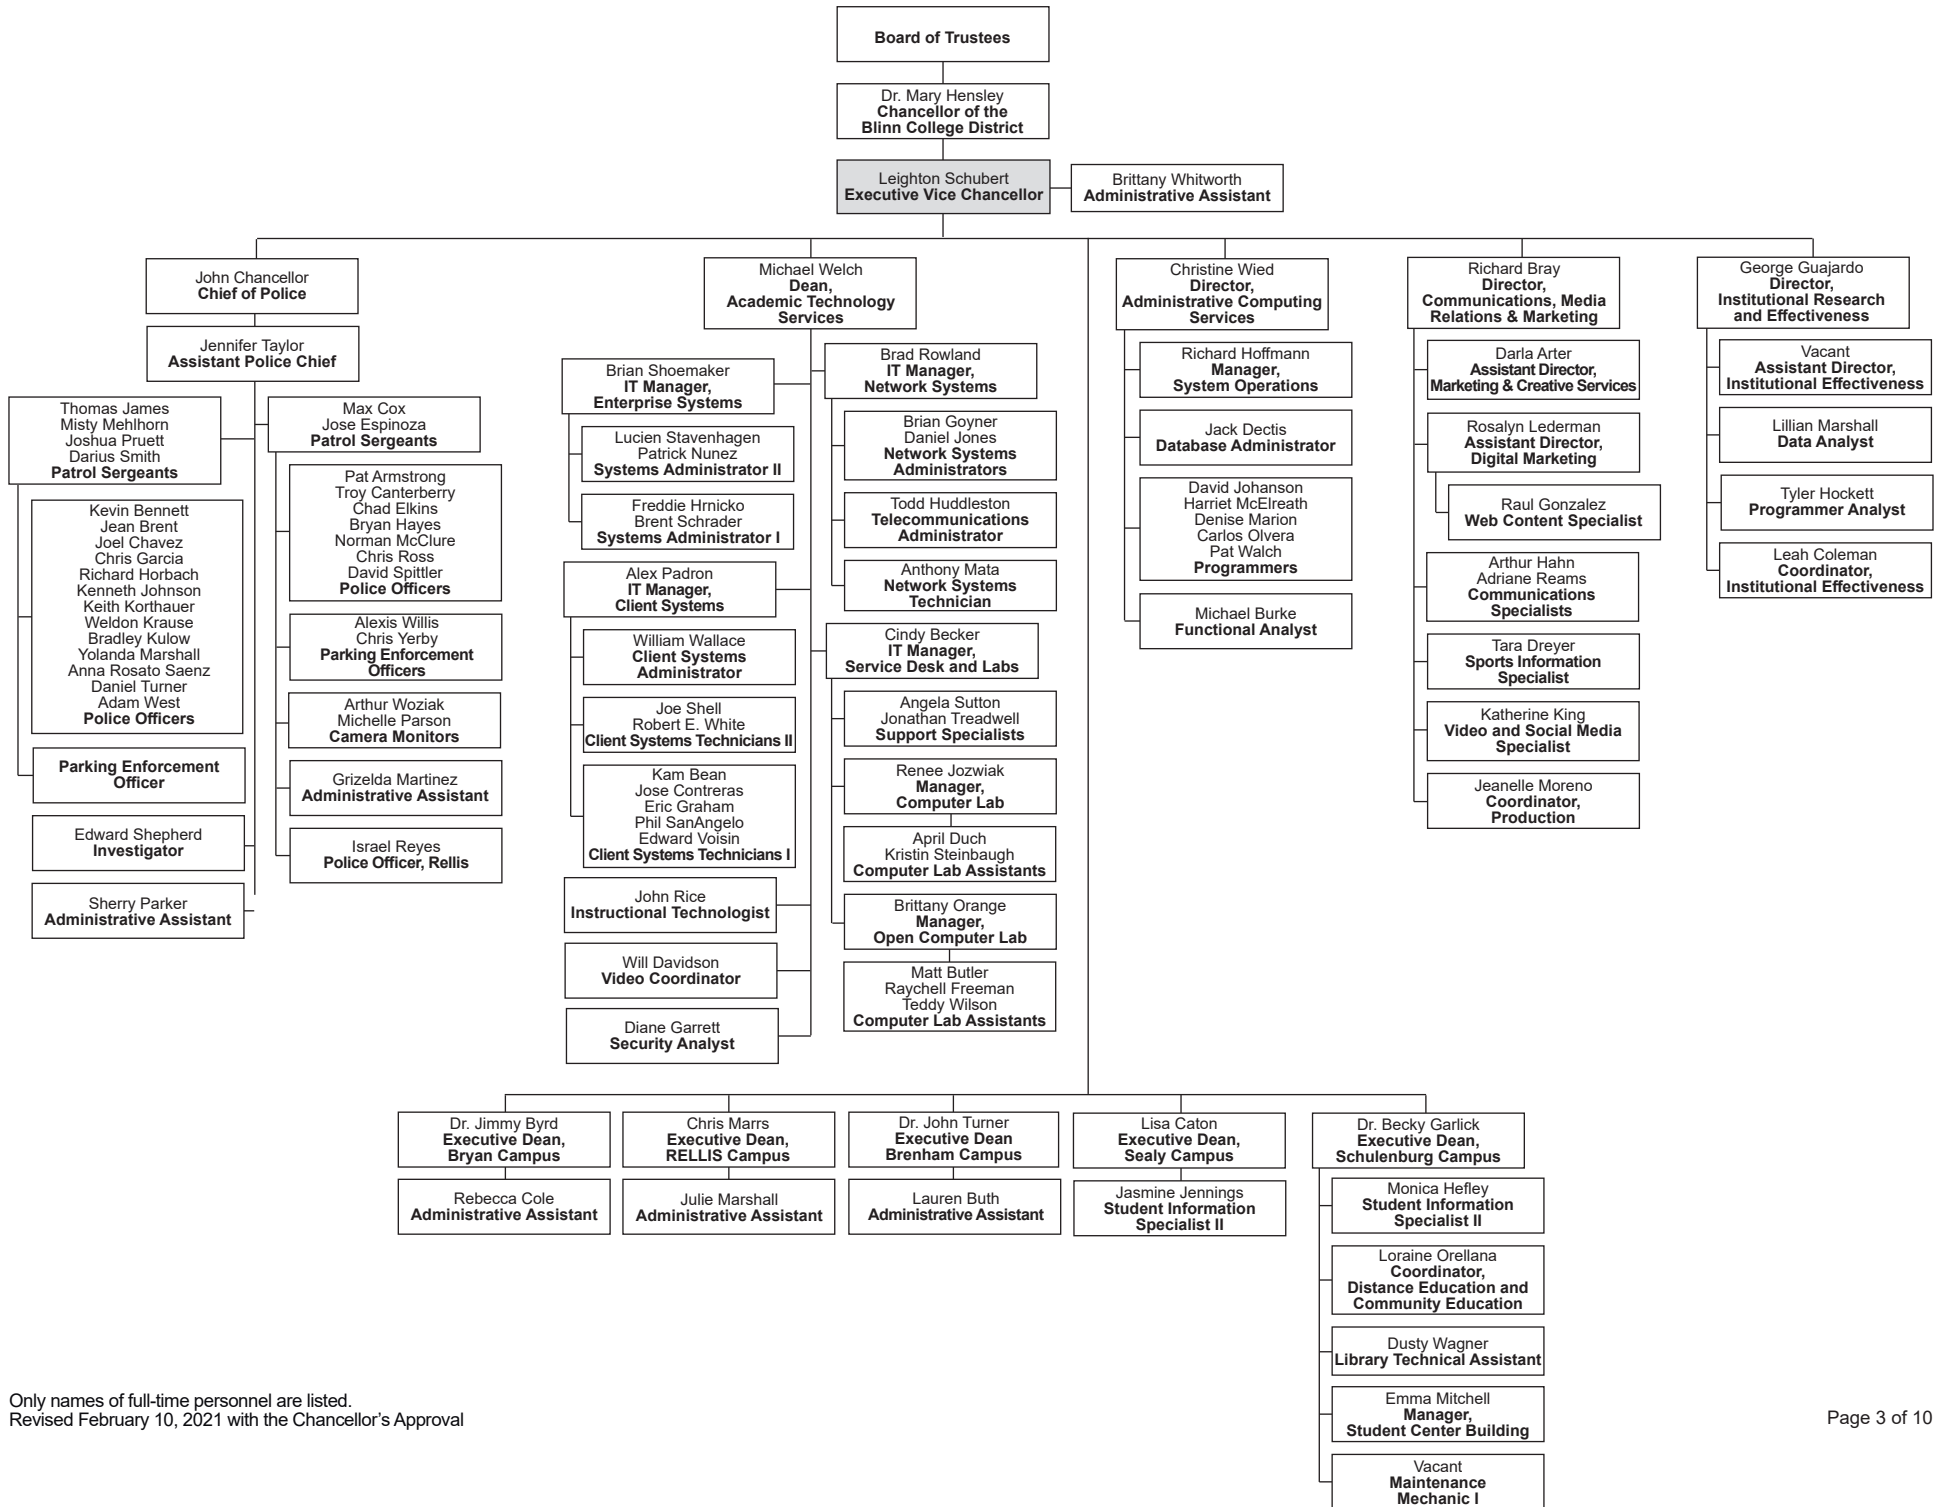 Board of Trustees
Dr. Mary Hensley
Chancellor of the
Blinn College District
Leighton Schubert
Executive Vice Chancellor
Brittany Whitworth
Administrative Assistant
John Chancellor
Chief of Police
Jennifer Taylor
Assistant Police Chief
Thomas James
Misty Mehlhorn
Joshua Pruett
Darius Smith
Patrol Sergeants
Kevin Bennett
Jean Brent
Joel Chavez
Chris Garcia
Richard Horbach
Kenneth Johnson
Keith Korthauer
Weldon Krause
Bradley Kulow
Yolanda Marshall
Anna Rosato Saenz
Daniel Turner
Adam West
Police Officers
Parking Enforcement
Officer
Edward Shepherd
Investigator
Sherry Parker
Administrative Assistant
Max Cox
Jose Espinoza
Patrol Sergeants
Pat Armstrong
Troy Canterberry
Chad Elkins
Bryan Hayes
Norman McClure
Chris Ross
David Spittler
Police Officers
Alexis Willis
Chris Yerby
Parking Enforcement
Officers
Arthur Woziak
Michelle Parson
Camera Monitors
Grizelda Martinez
Administrative Assistant
Israel Reyes
Police Officer, Rellis
Michael Welch
Dean,
Academic Technology
Services
Brian Shoemaker
IT Manager,
Enterprise Systems
Lucien Stavenhagen
Patrick Nunez
Systems Administrator II
Freddie Hrnicko
Brent Schrader
Systems Administrator I
Alex Padron
IT Manager,
Client Systems
William Wallace
Client Systems
Administrator
Joe Shell
Robert E. White
Client Systems Technicians II
Kam Bean
Jose Contreras
Eric Graham
Phil SanAngelo
Edward Voisin
Client Systems Technicians I
John Rice
Instructional Technologist
Will Davidson
Video Coordinator
Diane Garrett
Security Analyst
Brad Rowland
IT Manager,
Network Systems
Brian Goyner
Daniel Jones
Network Systems
Administrators
Todd Huddleston
Telecommunications
Administrator
Anthony Mata
Network Systems
Technician
Cindy Becker
IT Manager,
Service Desk and Labs
Angela Sutton
Jonathan Treadwell
Support Specialists
Renee Jozwiak
Manager,
Computer Lab
April Duch
Kristin Steinbaugh
Computer Lab Assistants
Brittany Orange
Manager,
Open Computer Lab
Matt Butler
Raychell Freeman
Teddy Wilson
Computer Lab Assistants
Christine Wied
Director,
Administrative Computing
Services
Richard Hoffmann
Manager,
System Operations
Jack Dectis
Database Administrator
David Johanson
Harriet McElreath
Denise Marion
Carlos Olvera
Pat Walch
Programmers
Michael Burke
Functional Analyst
Richard Bray
Director,
Communications, Media
Relations & Marketing
Darla Arter
Assistant Director,
Marketing & Creative Services
Rosalyn Lederman
Assistant Director,
Digital Marketing
Raul Gonzalez
Web Content Specialist
Arthur Hahn
Adriane Reams
Communications
Specialists
Tara Dreyer
Sports Information
Specialist
Katherine King
Video and Social Media
Specialist
Jeanelle Moreno
Coordinator,
Production
George Guajardo
Director,
Institutional Research
and Effectiveness
Vacant
Assistant Director,
Institutional Effectiveness
Lillian Marshall
Data Analyst
Tyler Hockett
Programmer Analyst
Leah Coleman
Coordinator,
Institutional Effectiveness
Dr. Jimmy Byrd
Executive Dean,
Bryan Campus
Rebecca Cole
Administrative Assistant
Chris Marrs
Executive Dean,
RELLIS Campus
Julie Marshall
Administrative Assistant
Dr. John Turner
Executive Dean
Brenham Campus
Lauren Buth
Administrative Assistant
Lisa Caton
Executive Dean,
Sealy Campus
Jasmine Jennings
Student Information
Specialist II
Dr. Becky Garlick
Executive Dean,
Schulenburg Campus
Monica Hefley
Student Information
Specialist II
Loraine Orellana
Coordinator,
Distance Education and
Community Education
Dusty Wagner
Library Technical Assistant
Emma Mitchell
Manager,
Student Center Building
Vacant
Maintenance
Mechanic I
Only names of full-time personnel are listed.
Revised February 10, 2021 with the Chancellor's Approval
Page 3 of 10